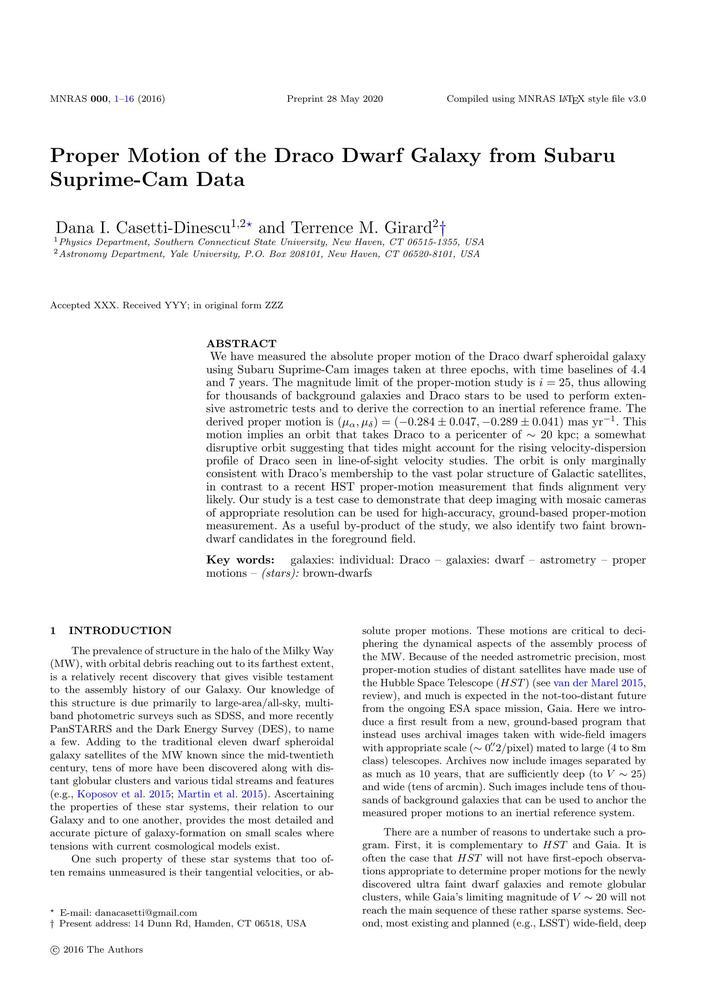 MNRAS 000, 1–16 (2016)
Preprint 28 May 2020
Compiled using MNRAS LATEX style file v3.0
Proper Motion of the Draco Dwarf Galaxy from Subaru
Suprime-Cam Data
Dana I. Casetti-Dinescu1,2⋆ and Terrence M. Girard2†
1Physics Department, Southern Connecticut State University, New Haven, CT 06515-1355, USA
2Astronomy Department, Yale University, P.O. Box 208101, New Haven, CT 06520-8101, USA
Accepted XXX. Received YYY; in original form ZZZ
ABSTRACT
We have measured the absolute proper motion of the Draco dwarf spheroidal galaxy
using Subaru Suprime-Cam images taken at three epochs, with time baselines of 4.4
and 7 years. The magnitude limit of the proper-motion study is i = 25, thus allowing
for thousands of background galaxies and Draco stars to be used to perform exten-
sive astrometric tests and to derive the correction to an inertial reference frame. The
derived proper motion is (μα, μδ) = (−0.284 ± 0.047, −0.289 ± 0.041) mas yr−1. This
motion implies an orbit that takes Draco to a pericenter of ∼ 20 kpc; a somewhat
disruptive orbit suggesting that tides might account for the rising velocity-dispersion
profile of Draco seen in line-of-sight velocity studies. The orbit is only marginally
consistent with Draco's membership to the vast polar structure of Galactic satellites,
in contrast to a recent HST proper-motion measurement that finds alignment very
likely. Our study is a test case to demonstrate that deep imaging with mosaic cameras
of appropriate resolution can be used for high-accuracy, ground-based proper-motion
measurement. As a useful by-product of the study, we also identify two faint brown-
dwarf candidates in the foreground field.
Key words: galaxies: individual: Draco – galaxies: dwarf – astrometry – proper
motions – (stars): brown-dwarfs
1 INTRODUCTION
The prevalence of structure in the halo of the Milky Way
(MW), with orbital debris reaching out to its farthest extent,
is a relatively recent discovery that gives visible testament
to the assembly history of our Galaxy. Our knowledge of
this structure is due primarily to large-area/all-sky, multi-
band photometric surveys such as SDSS, and more recently
PanSTARRS and the Dark Energy Survey (DES), to name
a few. Adding to the traditional eleven dwarf spheroidal
galaxy satellites of the MW known since the mid-twentieth
century, tens of more have been discovered along with dis-
tant globular clusters and various tidal streams and features
(e.g., Koposov et al. 2015; Martin et al. 2015). Ascertaining
the properties of these star systems, their relation to our
Galaxy and to one another, provides the most detailed and
accurate picture of galaxy-formation on small scales where
tensions with current cosmological models exist.
One such property of these star systems that too of-
ten remains unmeasured is their tangential velocities, or ab-
⋆ E-mail: danacasetti@gmail.com
† Present address: 14 Dunn Rd, Hamden, CT 06518, USA
© 2016 The Authors
solute proper motions. These motions are critical to deci-
phering the dynamical aspects of the assembly process of
the MW. Because of the needed astrometric precision, most
proper-motion studies of distant satellites have made use of
the Hubble Space Telescope (HST) (see van der Marel 2015,
review), and much is expected in the not-too-distant future
from the ongoing ESA space mission, Gaia. Here we intro-
duce a first result from a new, ground-based program that
instead uses archival images taken with wide-field imagers
with appropriate scale (∼ 0.″2/pixel) mated to large (4 to 8m
class) telescopes. Archives now include images separated by
as much as 10 years, that are sufficiently deep (to V ∼ 25)
and wide (tens of arcmin). Such images include tens of thou-
sands of background galaxies that can be used to anchor the
measured proper motions to an inertial reference system.
There are a number of reasons to undertake such a pro-
gram. First, it is complementary to HST and Gaia. It is
often the case that HST will not have first-epoch observa-
tions appropriate to determine proper motions for the newly
discovered ultra faint dwarf galaxies and remote globular
clusters, while Gaia's limiting magnitude of V ∼ 20 will not
reach the main sequence of these rather sparse systems. Sec-
ond, most existing and planned (e.g., LSST) wide-field, deep